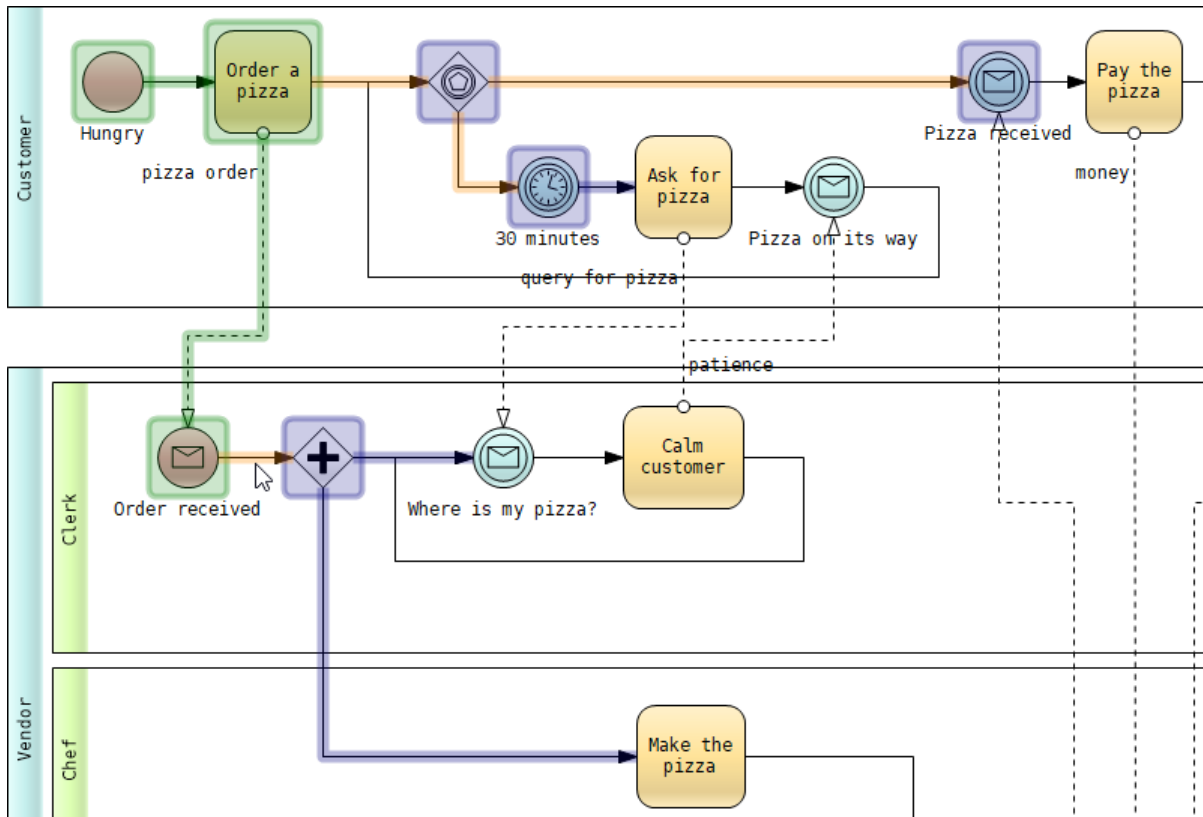 Customer
Hungry
Order a
pizza
pizza order
30 minutes
Ask for
pizza
query for pizza
Pizza on its way
Pizza received
Pay the
pizza
money
patience
Vendor
Clerk
Order received
Where is my pizza?
Calm
customer
Chef
Make the
pizza